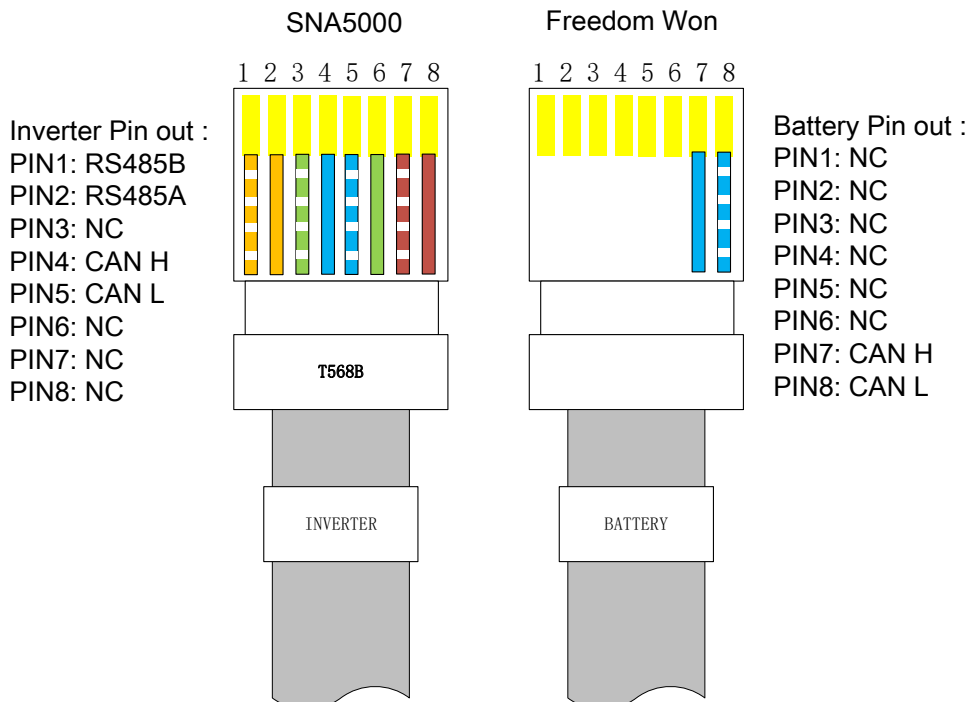 SNA5000
Freedom Won
1 2 3 4 5 6 7 8
1 2 3 4 5 6 7 8
Inverter Pin out :
PIN1: RS485B
PIN2: RS485A
PIN3: NC
PIN4: CAN H
PIN5: CAN L
PIN6: NC
PIN7: NC
PIN8: NC
Battery Pin out :
PIN1: NC
PIN2: NC
PIN3: NC
PIN4: NC
PIN5: NC
PIN6: NC
PIN7: CAN H
PIN8: CAN L
T568B
INVERTER
BATTERY